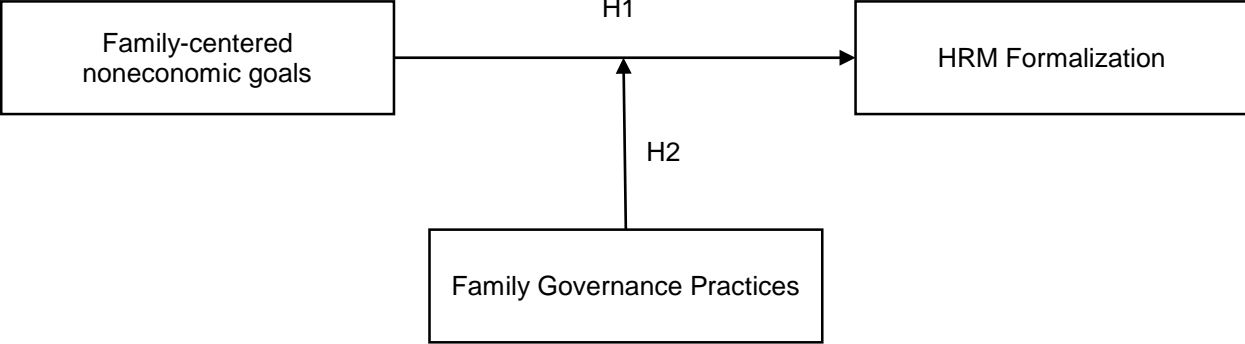 H1
Family-centered
noneconomic goals
HRM Formalization
H2
Family Governance Practices